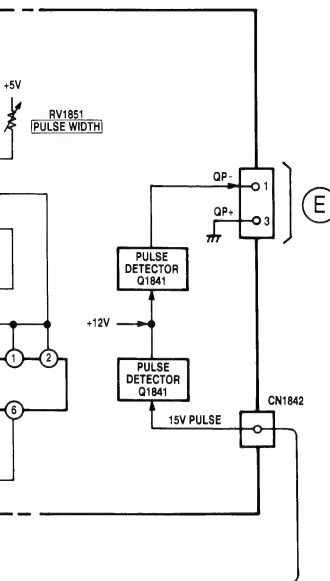 +5V
RV1851
PULSE WIDTH
QP-
1
QP+
3
E
PULSE
DETECTOR
Q1841
+12V
1
2
PULSE
DETECTOR
Q1841
6
15V PULSE
CN1842